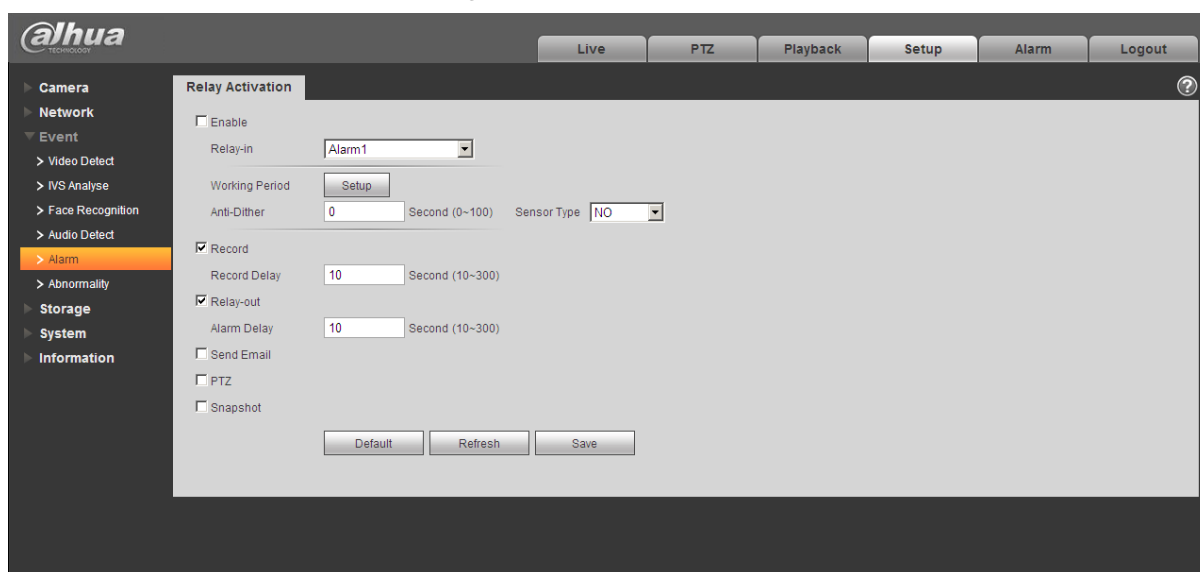 alhua
TECHNOLOGY
Live PTZ Playback Setup Alarm Logout
Camera
Network
Event
> Video Detect
> IVS Analyse
> Face Recognition
> Audio Detect
> Alarm
> Abnormality
Storage
System
Information
Relay Activation
?
Enable
Relay-in Alarm1
Working Period Setup
Anti-Dither 0 Second (0~100) Sensor Type NO
Record
Record Delay 10 Second (10~300)
Relay-out
Alarm Delay 10 Second (10~300)
Send Email
PTZ
Snapshot
Default Refresh Save